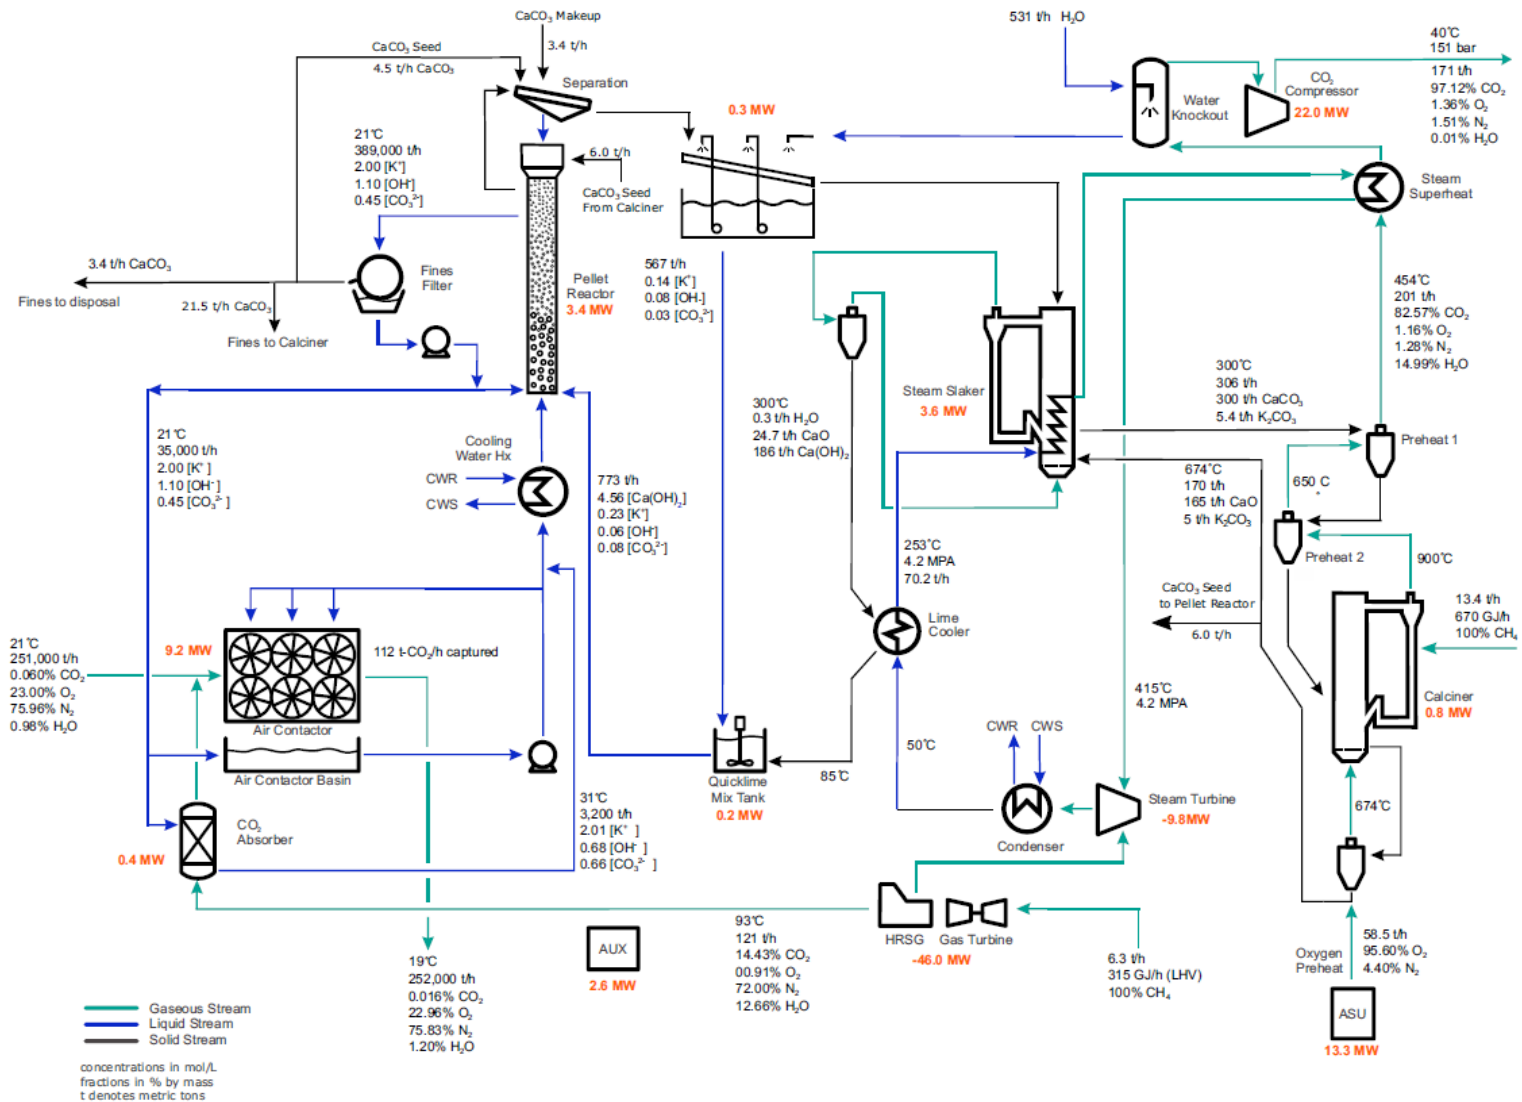 CaCO₃ Makeup
3.4 t/h
CaCO₃ Seed
4.5 t/h CaCO₃
Separation
531 t/h H₂O
40°C
151 bar
171 t/h
97.12% CO₂
1.36% O₂
1.51% N₂
0.01% H₂O
CO₂
Compressor
22.0 MW
Water
Knockout
0.3 MW
21°C
389,000 t/h
2.00 [K⁺]
1.10 [OH⁻]
0.45 [CO₃²⁻]
6.0 t/h
CaCO₃ Seed
From Calciner
Steam
Superheat
3.4 t/h CaCO₃
Fines to disposal
21.5 t/h CaCO₃
Fines to Calciner
Fines
Filter
Pellet
Reactor
3.4 MW
567 t/h
0.14 [K⁺]
0.08 [OH-]
0.03 [CO₃²⁻]
454°C
201 t/h
82.57% CO₂
1.16% O₂
1.28% N₂
14.99% H₂O
Steam Slaker
3.6 MW
300°C
306 t/h
300 t/h CaCO₃
5.4 t/h K₂CO₃
300°C
0.3 t/h H₂O
24.7 t/h CaO
186 t/h Ca(OH)₂
Preheat 1
21°C
35,000 t/h
2.00 [K⁺ ]
1.10 [OH⁻ ]
0.45 [CO₃²⁻ ]
Cooling
Water Hx
CWR
CWS
773 t/h
4.56 [Ca(OH)₂]
0.23 [K⁺]
0.06 [OH⁻]
0.08 [CO₃²⁻]
674°C
170 t/h
165 t/h CaO
5 t/h K₂CO₃
650 C
°
Preheat 2
900°C
253°C
4.2 MPA
70.2 t/h
Lime
Cooler
CaCO₃ Seed
to Pellet Reactor
6.0 t/h
13.4 t/h
670 GJ/h
100% CH₄
21°C
251,000 t/h
0.060% CO₂
23.00% O₂
75.96% N₂
0.98% H₂O
9.2 MW
112 t-CO₂/h captured
Air Contactor
Air Contactor Basin
415°C
4.2 MPA
Calciner
0.8 MW
50°C
CWR
CWS
85°C
Quicklime
Mix Tank
0.2 MW
Condenser
Steam Turbine
-9.8MW
674°C
CO₂
Absorber
0.4 MW
31°C
3,200 t/h
2.01 [K⁺ ]
0.68 [OH⁻ ]
0.66 [CO₃²⁻ ]
HRSG
Gas Turbine
-46.0 MW
93°C
121 t/h
14.43% CO₂
00.91% O₂
72.00% N₂
12.66% H₂O
6.3 t/h
315 GJ/h (LHV)
100% CH₄
Oxygen
Preheat
58.5 t/h
95.60% O₂
4.40% N₂
AUX
2.6 MW
ASU
13.3 MW
19°C
252,000 t/h
0.016% CO₂
22.96% O₂
75.83% N₂
1.20% H₂O
Gaseous Stream
Liquid Stream
Solid Stream
concentrations in mol/L
fractions in % by mass
t denotes metric tons